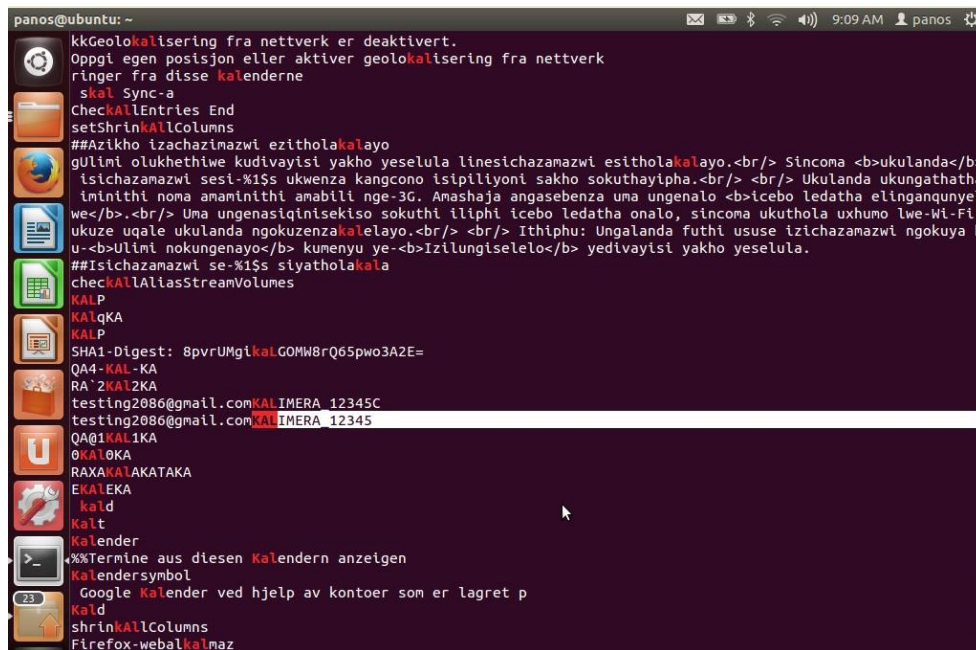 panos@ubuntu: ~
9:09 AM panos
kkGeolokalisering fra nettverk er deaktivert.
Oppgi egen posisjon eller aktiver geolokalisering fra nettverk
ringer fra disse kalenderne
skal Sync-a
CheckAllEntries End
setShrinkAllColumns
##Azikho izachazimazwi ezitholakalayo
gUlimi olukhethiwe kudivayisi yakho yeselula linesichazamazwi esitholakalayo.<br/> Sincoma <b>ukulanda</b>
isichazamazwi sesi-%1$s ukwenza kangcono isipiliyoni sakho sokuthayipha.<br/> <br/> Ukulanda ukungathath
iminithi noma amaminithi amabili nge-3G. Amashaja angasebenza uma ungenalo <b>icebo ledatha elinganqunye
we</b>.<br/> Uma ungenasiqinisekiso sokuthi iliphi icebo ledatha onalo, sincoma ukuthola uxhumo lwe-Wi-Fi
ukuze uqale ukulanda ngokuzenzakalelayo.<br/> <br/> Ithiphu: Ungalanda futhi ususe izichazamazwi ngokuya
u-<b>Ulimi nokungenayo</b> kumenyu ye-<b>Izilungiselelo</b> yedivayisi yakho yeselula.
##Isichazamazwi se-%1$s siyatholakala
checkAllAliasStreamVolumes
KALP
KAlqKA
KALP
SHA1-Digest: 8pvrUMgikaLGOMW8rQ65pwo3A2E=
QA4-KAL-KA
RA`2KAl2KA
testing2086@gmail.comKALIMERA_12345C
testing2086@gmail.comKALIMERA_12345
QA@1KAL1KA
0KAl0KA
RAXAKAlAKATAKA
EKAlEKA
kald
Kalt
Kalender
%%Termine aus diesen Kalendern anzeigen
Kalendersymbol
Google Kalender ved hjelp av kontoer som er lagret p
Kald
shrinkAllColumns
Firefox-webalkalmaz
23